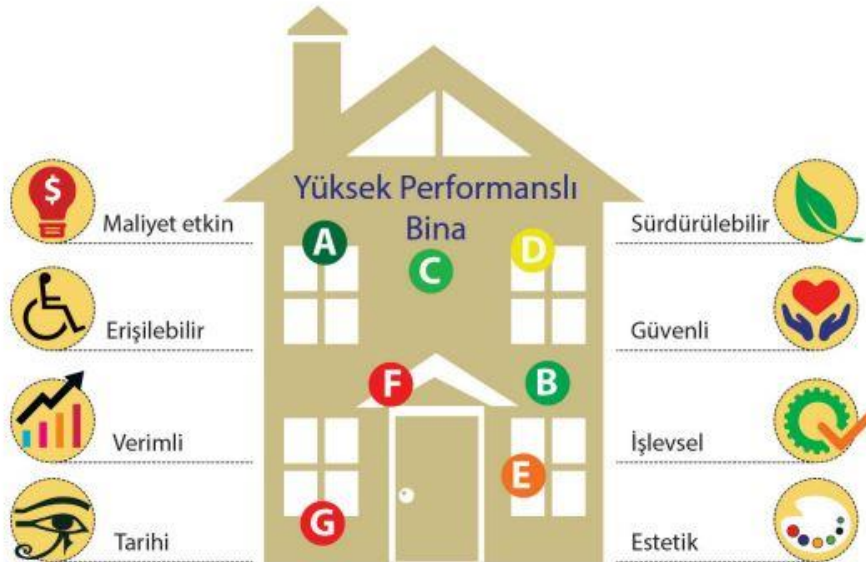 Yüksek Performanslı
Bina
$
Maliyet etkin
Erişilebilir
Verimli
Tarihi
A
C
D
F
B
E
G
Sürdürülebilir
Güvenli
İşlevsel
Estetik